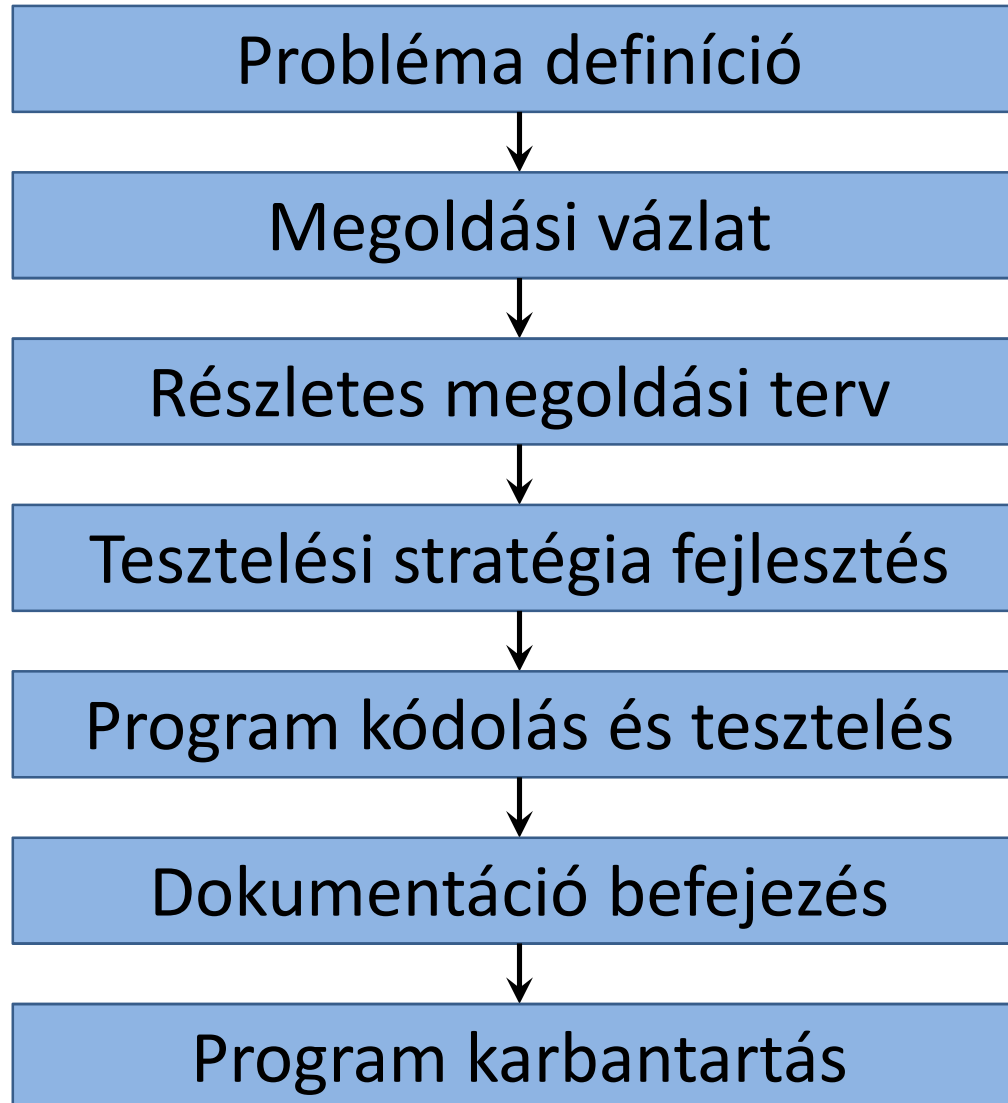 Probléma definíció
Megoldási vázlat
Részletes megoldási terv
Tesztelési stratégia fejlesztés
Program kódolás és tesztelés
Dokumentáció befejezés
Program karbantartás